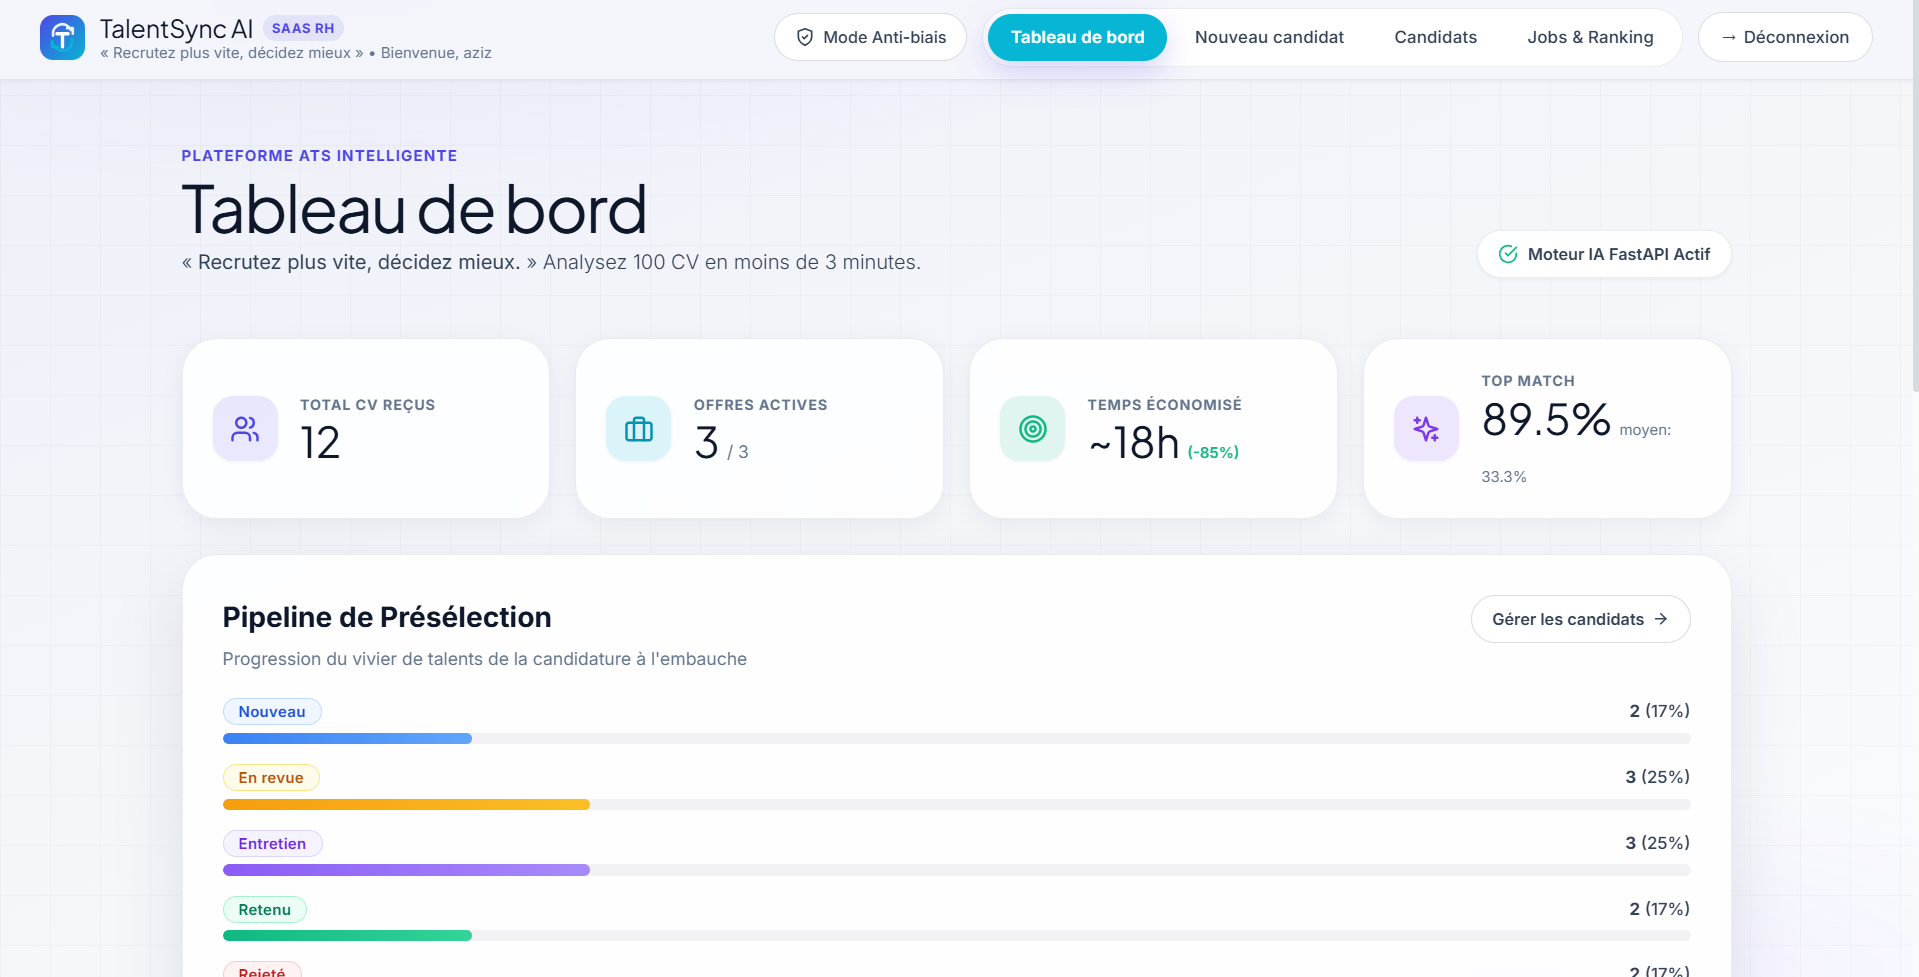 TalentSync AI SAAS RH
« Recrutez plus vite, décidez mieux » • Bienvenue, aziz
Mode Anti-biais
Tableau de bord
Nouveau candidat
Candidats
Jobs & Ranking
→ Déconnexion
PLATEFORME ATS INTELLIGENTE
Tableau de bord
« Recrutez plus vite, décidez mieux. » Analysez 100 CV en moins de 3 minutes.
Moteur IA FastAPI Actif
TOTAL CV REÇUS
12
OFFRES ACTIVES
3 / 3
TEMPS ÉCONOMISÉ
~18h (-85%)
TOP MATCH
89.5% moyen:
33.3%
Pipeline de Présélection
Gérer les candidats →
Progression du vivier de talents de la candidature à l'embauche
Nouveau 2 (17%)
En revue 3 (25%)
Entretien 3 (25%)
Retenu 2 (17%)
Rejeté 2 (17%)